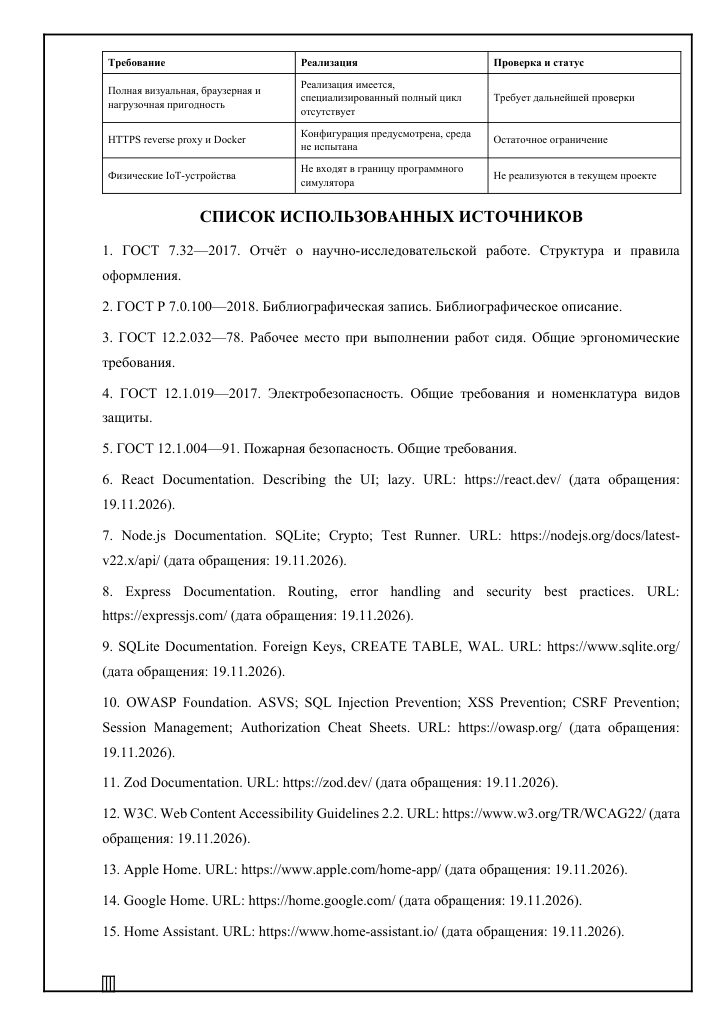 Требование Реализация Проверка и статус
Полная визуальная, браузерная и нагрузочная пригодность
Реализация имеется, специализированный полный цикл отсутствует
Требует дальнейшей проверки
HTTPS reverse proxy и Docker
Конфигурация предусмотрена, среда не испытана
Остаточное ограничение
Физические IoT-устройства
Не входят в границу программного симулятора
Не реализуются в текущем проекте
СПИСОК ИСПОЛЬЗОВАННЫХ ИСТОЧНИКОВ
1. ГОСТ 7.32—2017. Отчёт о научно-исследовательской работе. Структура и правила
оформления.
2. ГОСТ Р 7.0.100—2018. Библиографическая запись. Библиографическое описание.
3. ГОСТ 12.2.032—78. Рабочее место при выполнении работ сидя. Общие эргономические
требования.
4. ГОСТ 12.1.019—2017. Электробезопасность. Общие требования и номенклатура видов
защиты.
5. ГОСТ 12.1.004—91. Пожарная безопасность. Общие требования.
6. React Documentation. Describing the UI; lazy. URL: https://react.dev/ (дата обращения:
19.11.2026).
7. Node.js Documentation. SQLite; Crypto; Test Runner. URL: https://nodejs.org/docs/latest-
v22.x/api/ (дата обращения: 19.11.2026).
8. Express Documentation. Routing, error handling and security best practices. URL:
https://expressjs.com/ (дата обращения: 19.11.2026).
9. SQLite Documentation. Foreign Keys, CREATE TABLE, WAL. URL: https://www.sqlite.org/
(дата обращения: 19.11.2026).
10. OWASP Foundation. ASVS; SQL Injection Prevention; XSS Prevention; CSRF Prevention;
Session Management; Authorization Cheat Sheets. URL: https://owasp.org/ (дата обращения:
19.11.2026).
11. Zod Documentation. URL: https://zod.dev/ (дата обращения: 19.11.2026).
12. W3C. Web Content Accessibility Guidelines 2.2. URL: https://www.w3.org/TR/WCAG22/ (дата
обращения: 19.11.2026).
13. Apple Home. URL: https://www.apple.com/home-app/ (дата обращения: 19.11.2026).
14. Google Home. URL: https://home.google.com/ (дата обращения: 19.11.2026).
15. Home Assistant. URL: https://www.home-assistant.io/ (дата обращения: 19.11.2026).